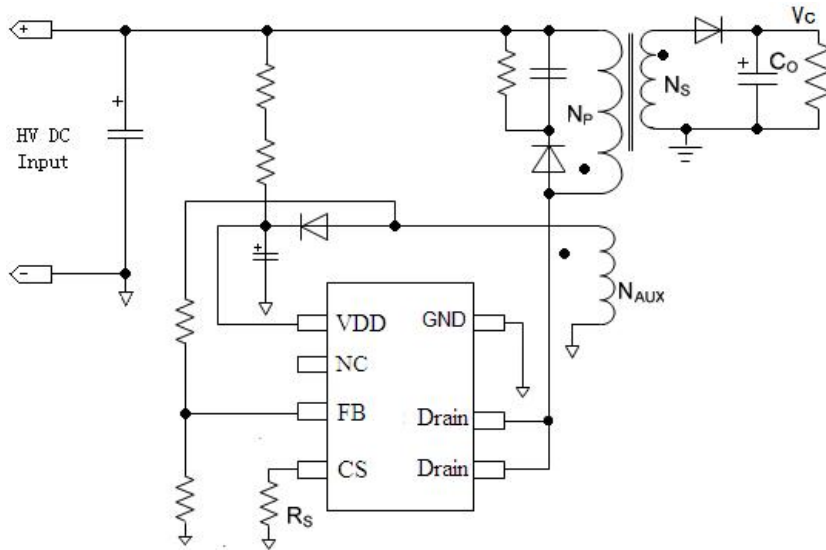 +
Vc
+
+
CO
NP
NS
HV DC
Input
−
+
NAUX
VDD
GND
NC
FB
Drain
CS
Drain
RS